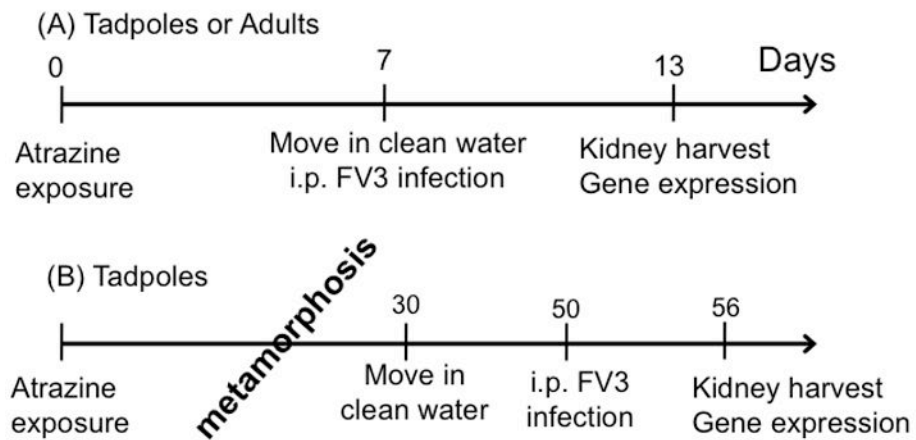 (A) Tadpoles or Adults
0 7 13 Days
Atrazine
exposure
Move in clean water
i.p. FV3 infection
Kidney harvest
Gene expression
(B) Tadpoles
metamorphosis
30 50 56
Atrazine
exposure
Move in
clean water
i.p. FV3
infection
Kidney harvest
Gene expression